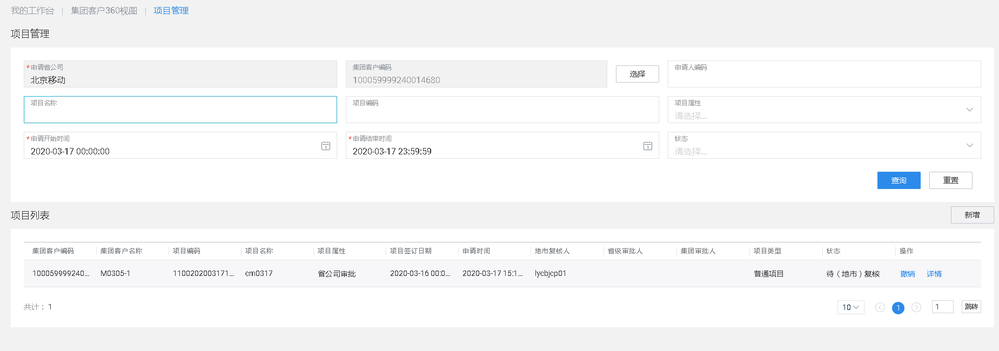 我的工作台 | 集团客户360视图 | 项目管理
项目管理
*申请省公司
北京移动
集团客户编码
100059999240014680
选择
申请人编码
项目名称
项目编码
项目属性
请选择...
*申请开始时间
2020-03-17 00:00:00
*申请结束时间
2020-03-17 23:59:59
状态
请选择...
查询 重置
项目列表
新增
集团客户编码 集团客户名称 项目编码 项目名称 项目属性 项目签订日期 申请时间 地市复核人 省级审批人 集团审批人 项目类型 状态 操作
100059999240... M0305-1 1100202003171... cm0317 省公司审批 2020-03-16 00:0... 2020-03-17 15:1... lycbjcp01 普通项目 待（地市）复核 撤销 详情
共计： 1
10 1 1 跳转